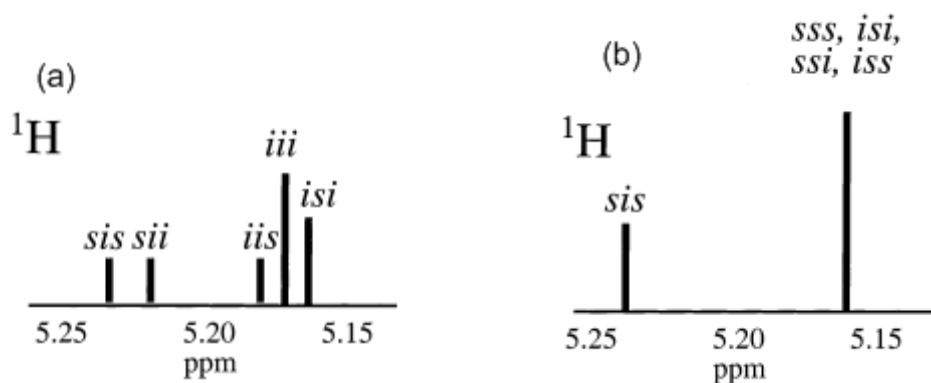 (a)
¹H
sis sii iis iii isi
5.25 5.20 5.15
ppm
(b)
¹H
sss, isi,
ssi, iss
sis
5.25 5.20 5.15
ppm